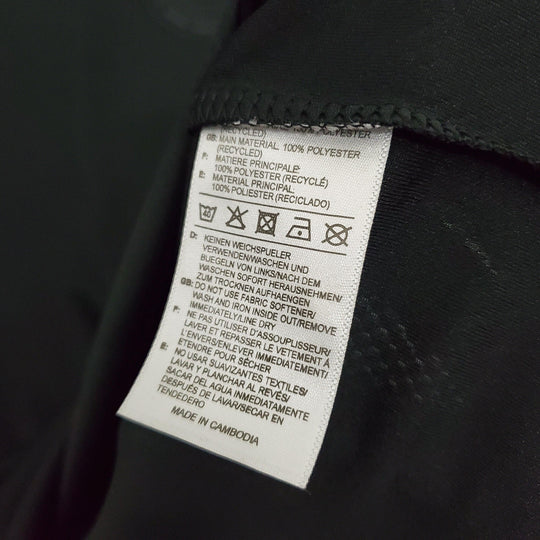 (RECYCLED)
POLYESTER
GB: MAIN MATERIAL 100% POLYESTER
(RECYCLED)
F: MATIERE PRINCIPALE:
100% POLYESTER (RECYCLÉ)
E: MATERIAL PRINCIPAL
100% POLIESTER (RECICLADO)
40
D: KEINEN WEICHSPUELER
VERWENDEN/WASCHEN UND
BUEGELN VON LINKS/NACH DEM
WASCHEN SOFORT HERAUSNEHMEN/
ZUM TROCKNEN AUFHAENGEN
GB: DO NOT USE FABRIC SOFTENER/
WASH AND IRON INSIDE OUT/REMOVE
IMMEDIATELY/LINE DRY
F: NE PAS UTILISER D'ASSOUPLISSEUR/
LAVER ET REPASSER LE VETEMENT À
L'ENVERS/ENLEVER IMMEDIATEMENT/
ETENDRE POUR SÉCHER
E: NO USAR SUAVIZANTES TEXTILES/
LAVAR Y PLANCHAR AL REVÉS/
SACAR DEL AGUA INMEDIATAMENTE
DESPUÉS DE LAVAR/SECAR EN
TENDEDERO
MADE IN CAMBODIA